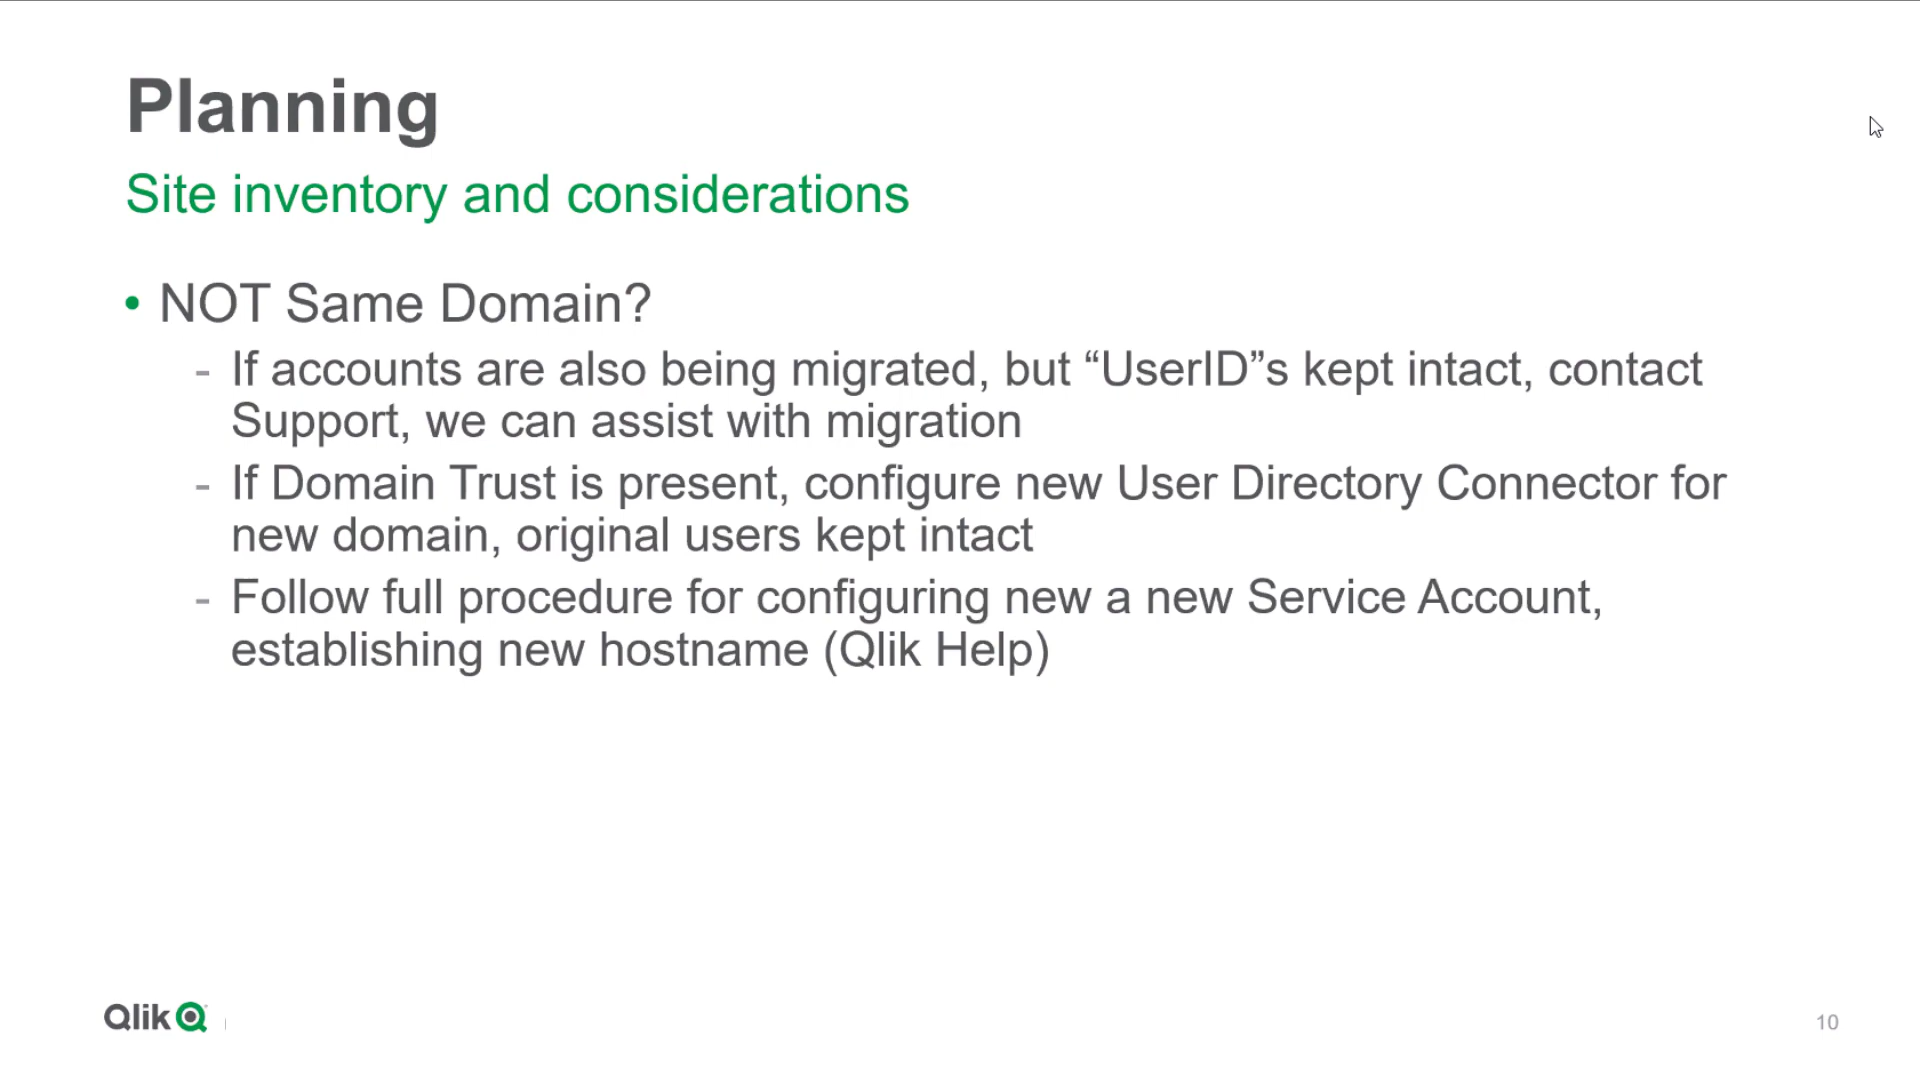 Planning
Site inventory and considerations
• NOT Same Domain?
- If accounts are also being migrated, but “UserID”s kept intact, contact
Support, we can assist with migration
- If Domain Trust is present, configure new User Directory Connector for
new domain, original users kept intact
- Follow full procedure for configuring new a new Service Account,
establishing new hostname (Qlik Help)
Qlik
10